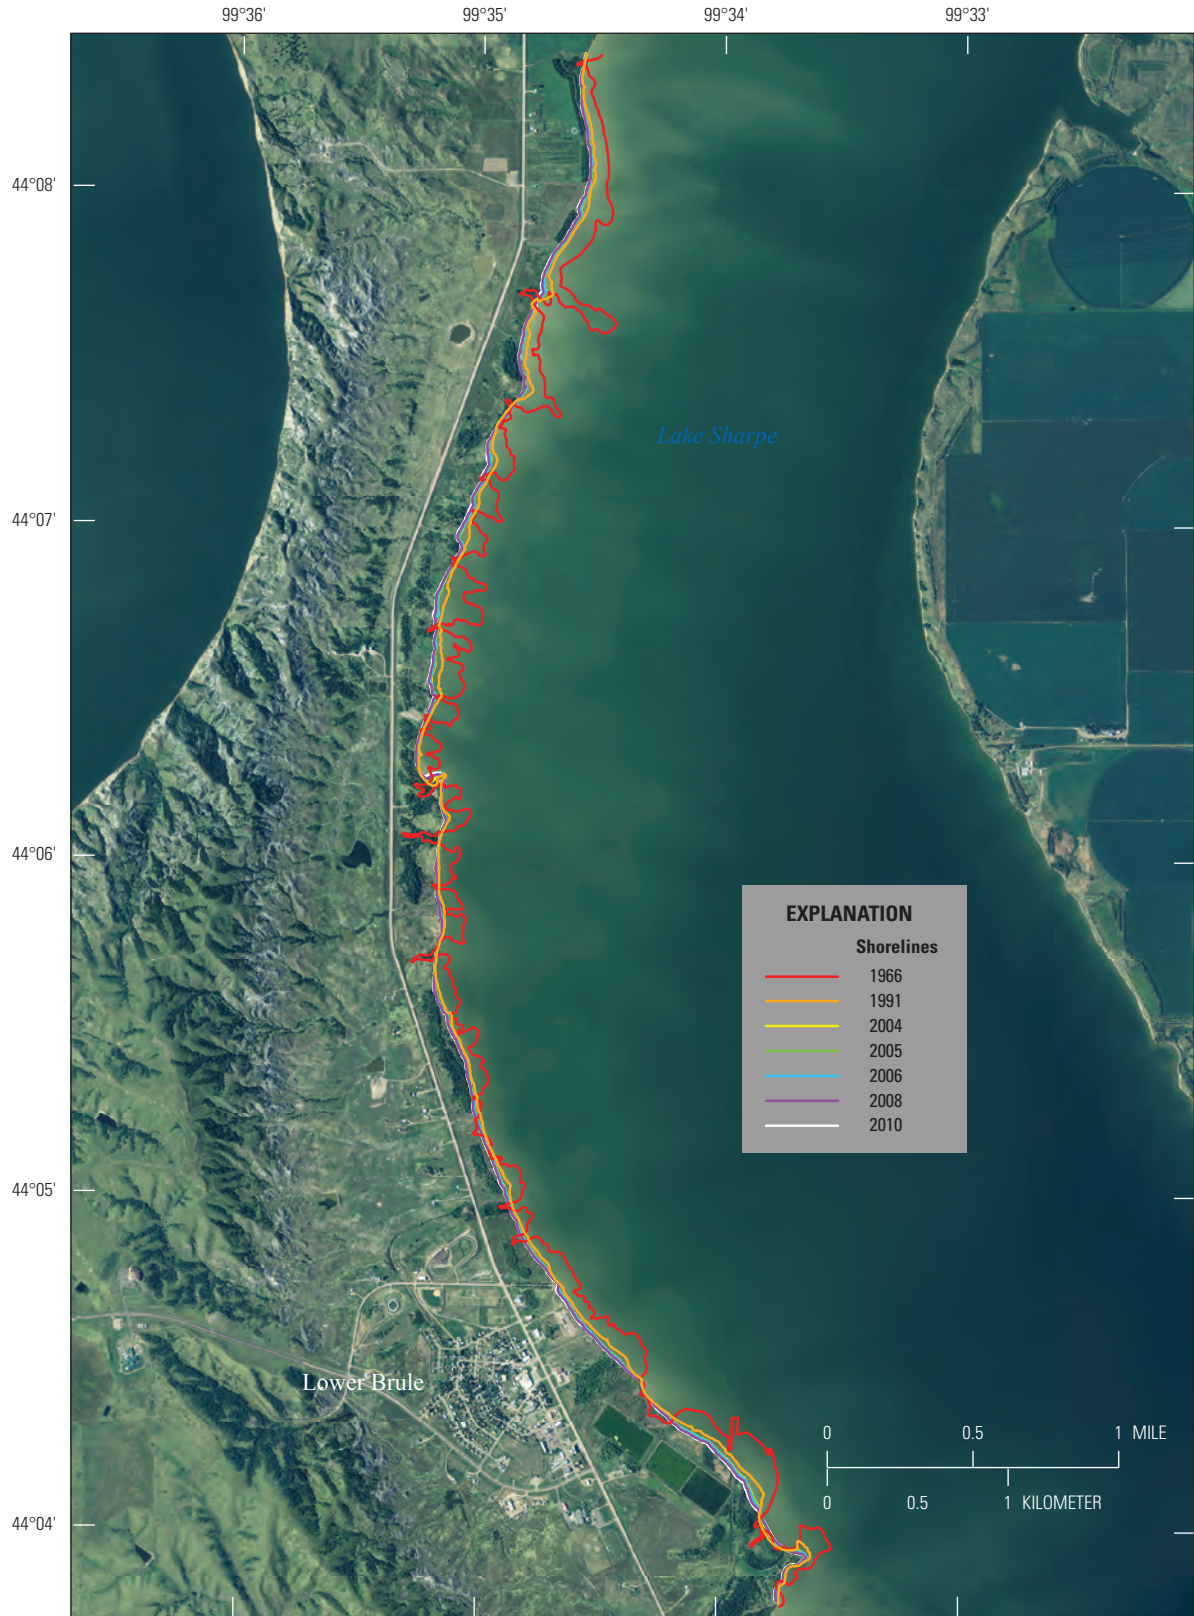 99°36' 99°35' 99°34' 99°33'
44°08'
Lake Sharpe
44°07'
44°06'
EXPLANATION
Shorelines
1966
1991
2004
2005
2006
2008
2010
44°05'
Lower Brule
0 0.5 1 MILE
0 0.5 1 KILOMETER
44°04'